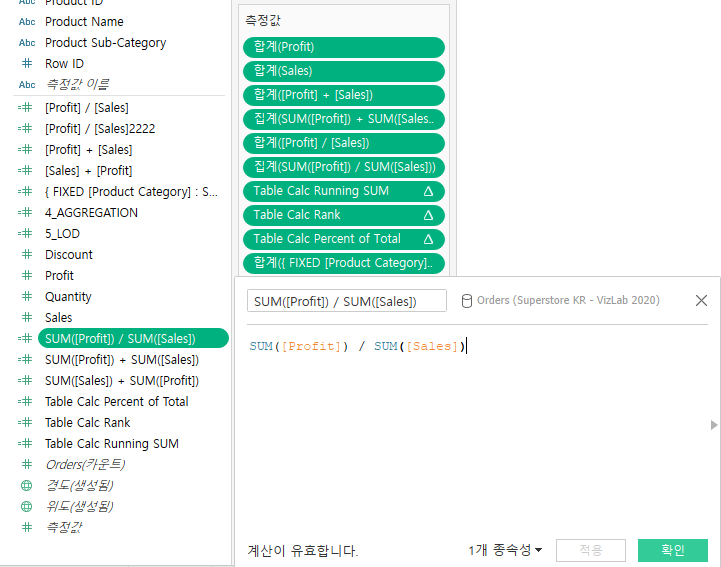 Abc Product ID
Abc Product Name
Abc Product Sub-Category
# Row ID
Abc 측정값 이름
=# [Profit] / [Sales]
=# [Profit] / [Sales]2222
=# [Profit] + [Sales]
=# [Sales] + [Profit]
=# { FIXED [Product Category] : S...
=# 4_AGGREGATION
=# 5_LOD
# Discount
# Profit
# Quantity
# Sales
=# SUM([Profit]) / SUM([Sales])
=# SUM([Profit]) + SUM([Sales])
=# SUM([Sales]) + SUM([Profit])
=# Table Calc Percent of Total
=# Table Calc Rank
=# Table Calc Running SUM
# Orders(카운트)
경도(생성됨)
위도(생성됨)
# 측정값
측정값
합계(Profit)
합계(Sales)
합계([Profit] + [Sales])
집계(SUM([Profit]) + SUM([Sales..
합계([Profit] / [Sales])
집계(SUM([Profit]) / SUM([Sales]))
Table Calc Running SUM △
Table Calc Rank △
Table Calc Percent of Total △
합계({ FIXED [Product Category]..
SUM([Profit]) / SUM([Sales])
Orders (Superstore KR - VizLab 2020)
SUM([Profit]) / SUM([Sales])
계산이 유효합니다.
1개 종속성
적용
확인